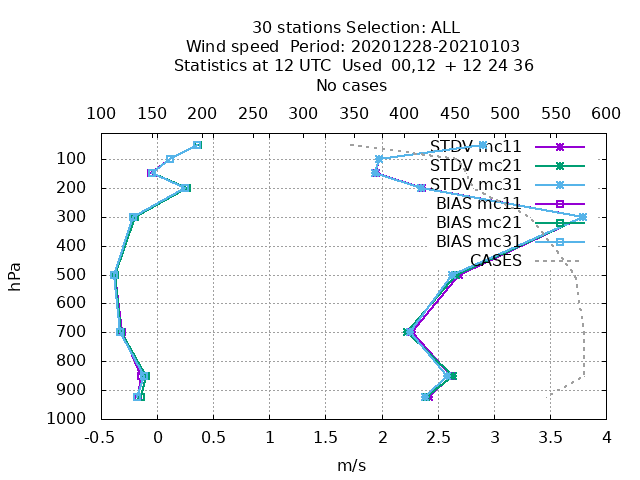 30 stations Selection: ALL
Wind speed  Period: 20201228-20210103
Statistics at 12 UTC  Used  00,12  + 12 24 36
No cases
100 150 200 250 300 350 400 450 500 550 600
STDV mc11
100
STDV mc21
STDV mc31
200
BIAS mc11
300
BIAS mc21
BIAS mc31
400
CASES
500
600
700
800
900
1000
hPa
-0.5 0 0.5 1 1.5 2 2.5 3 3.5 4
m/s